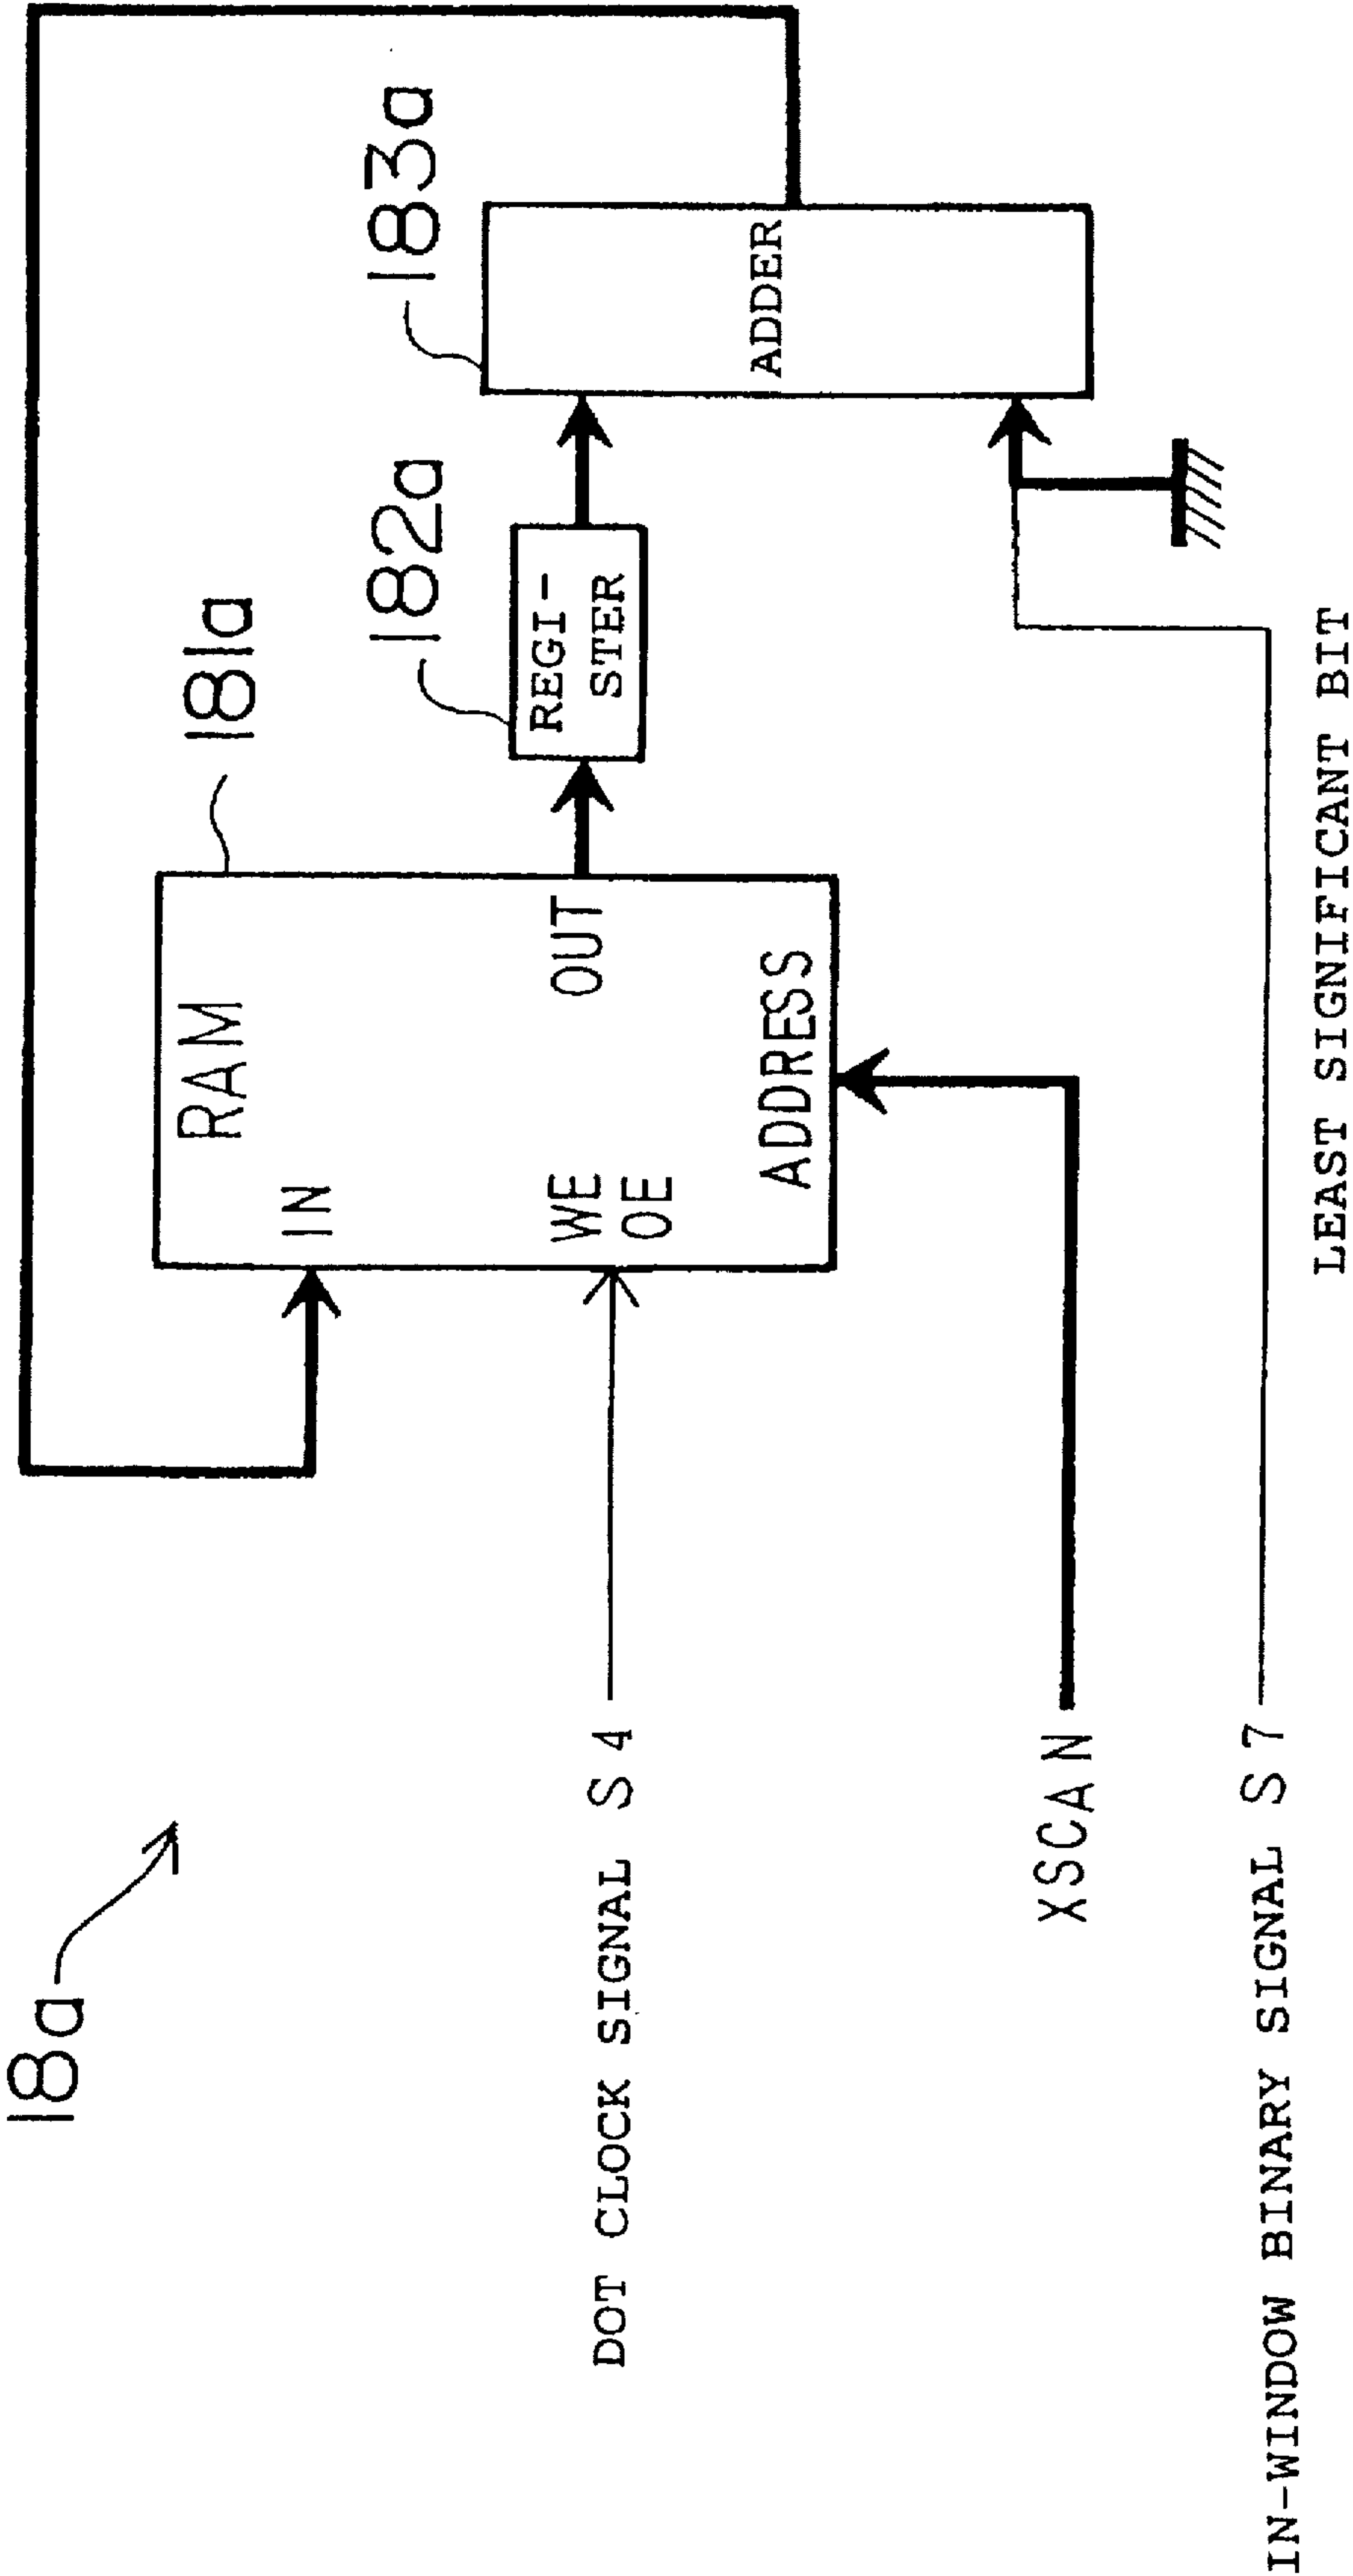 18a
181a
182a
183a
RAM
IN
OUT
WE
OE
ADDRESS
REGI-
STER
ADDER
DOT CLOCK SIGNAL S4
XSCAN
IN-WINDOW BINARY SIGNAL S7
LEAST SIGNIFICANT BIT